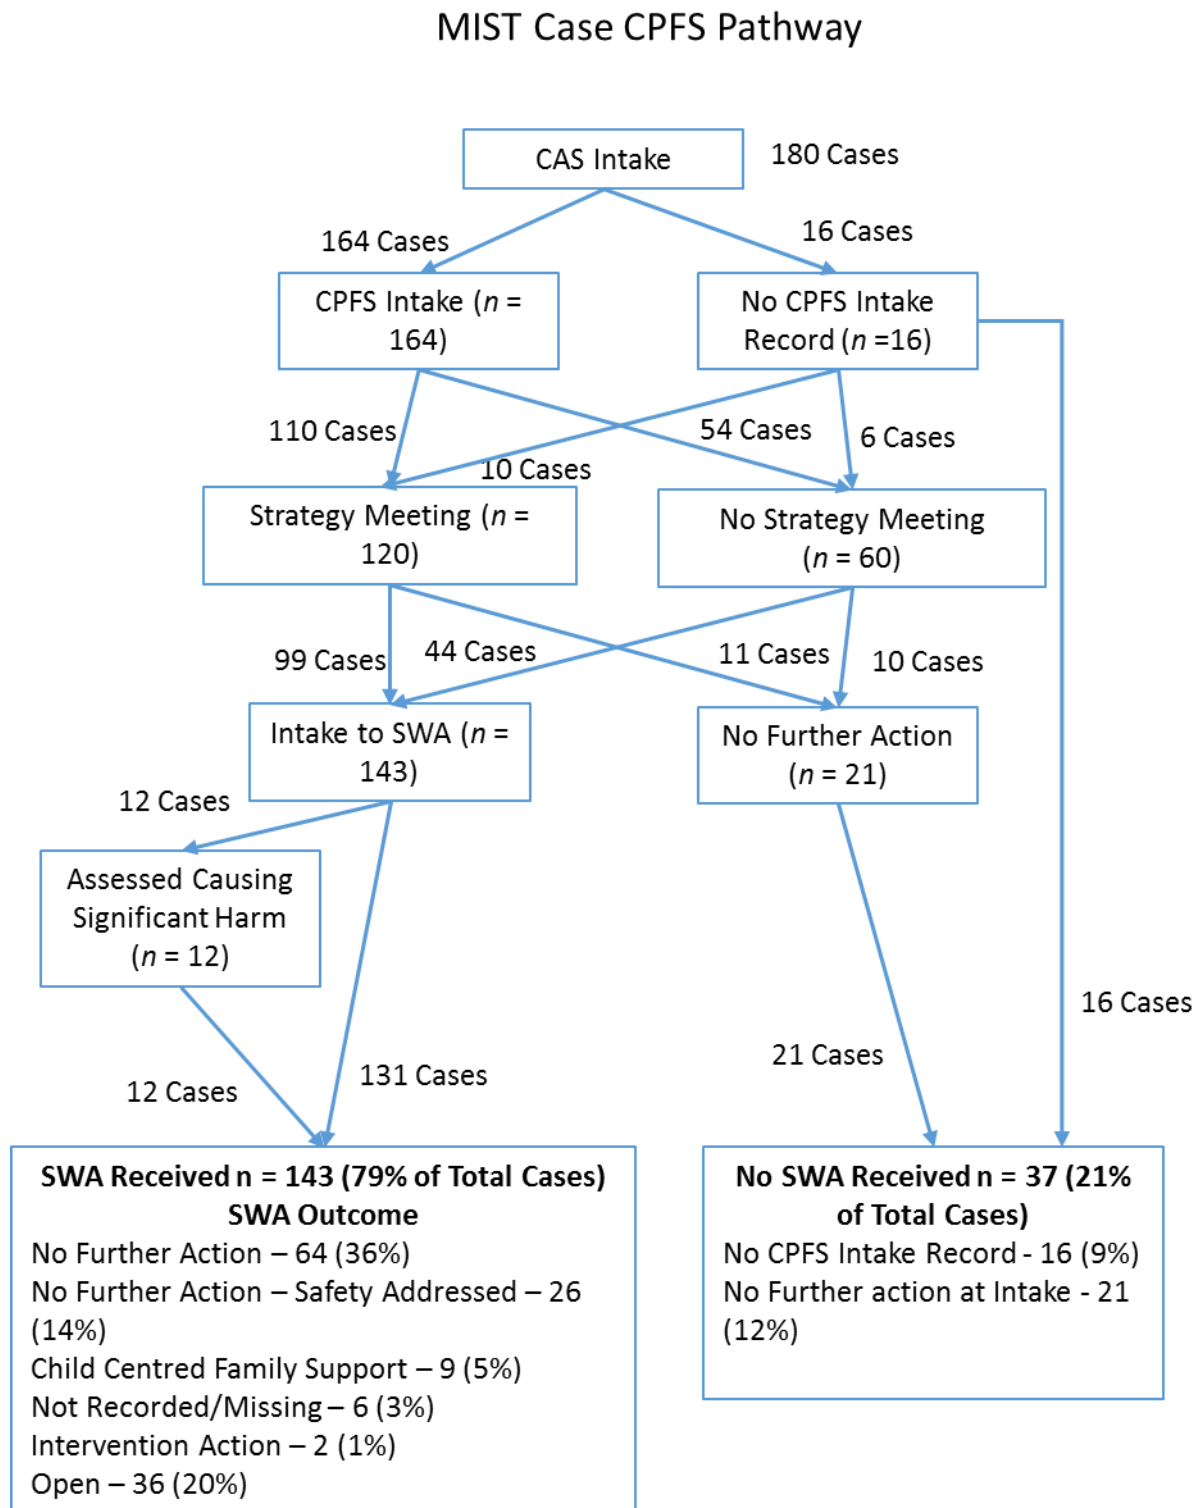 MIST Case CPFS Pathway
CAS Intake
180 Cases
164 Cases
16 Cases
CPFS Intake (n =
164)
No CPFS Intake
Record (n =16)
110 Cases
10 Cases
54 Cases
6 Cases
Strategy Meeting (n =
120)
No Strategy Meeting
(n = 60)
99 Cases
44 Cases
11 Cases
10 Cases
Intake to SWA (n =
143)
No Further Action
(n = 21)
12 Cases
Assessed Causing
Significant Harm
(n = 12)
16 Cases
21 Cases
131 Cases
12 Cases
SWA Received n = 143 (79% of Total Cases)
SWA Outcome
No Further Action – 64 (36%)
No Further Action – Safety Addressed – 26
(14%)
Child Centred Family Support – 9 (5%)
Not Recorded/Missing – 6 (3%)
Intervention Action – 2 (1%)
Open – 36 (20%)
No SWA Received n = 37 (21%
of Total Cases)
No CPFS Intake Record - 16 (9%)
No Further action at Intake - 21
(12%)